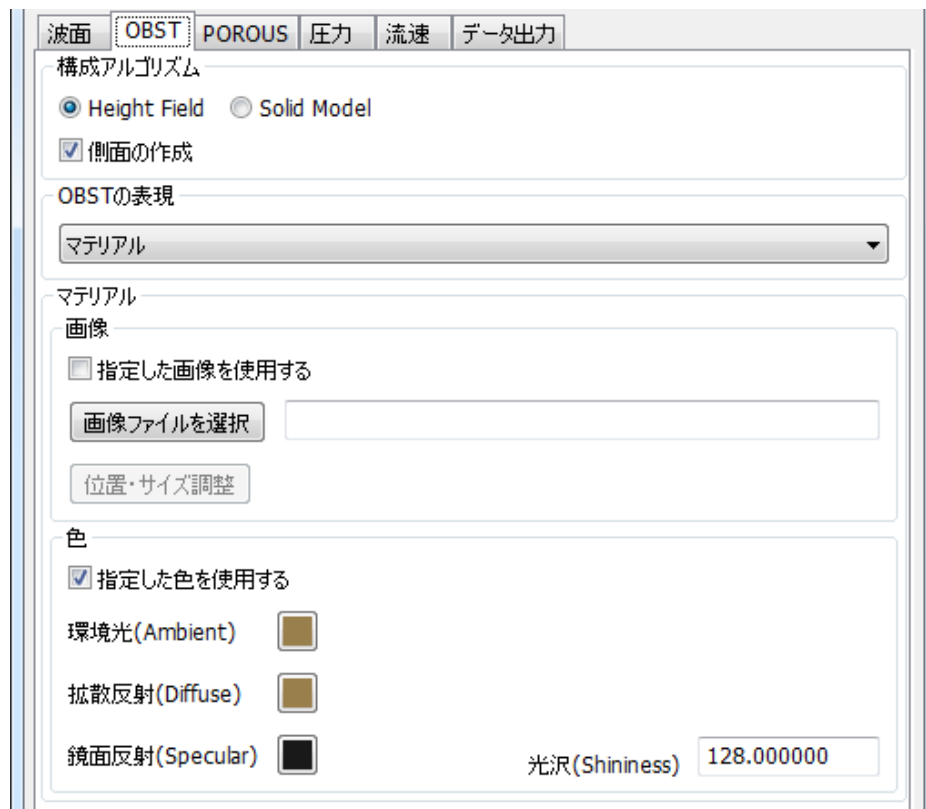 波面 OBST POROUS 圧力 流速 データ出力
構成アルゴリズム
Height Field Solid Model
側面の作成
OBSTの表現
マテリアル
マテリアル
画像
指定した画像を使用する
画像ファイルを選択
位置・サイズ調整
色
指定した色を使用する
環境光(Ambient)
拡散反射(Diffuse)
鏡面反射(Specular) 光沢(Shininess) 128.000000